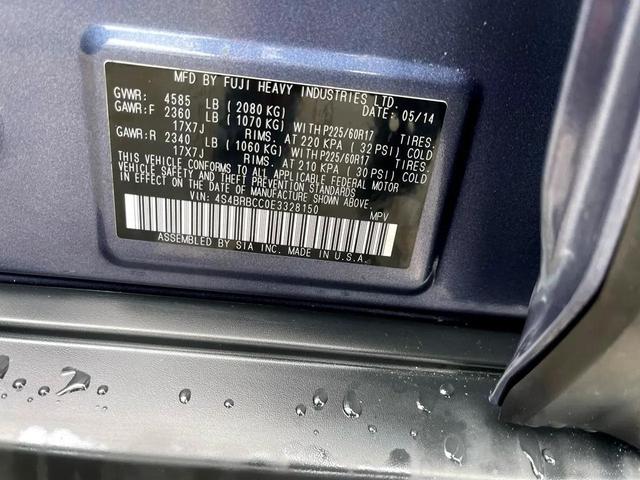 MFD BY FUJI HEAVY INDUSTRIES LTD.
GVWR: 4585 LB (2080 KG) DATE: 05/14
GAWR:F 2360 LB (1070 KG) WITH P225/60R17 TIRES.
17X7J RIMS. AT 220 KPA (32 PSI) COLD
GAWR:R 2340 LB (1060 KG) WITH P225/60R17 TIRES.
17X7J RIMS. AT 210 KPA (30 PSI) COLD
THIS VEHICLE CONFORMS TO ALL APPLICABLE FEDERAL MOTOR
VEHICLE SAFETY AND THEFT PREVENTION STANDARDS
IN EFFECT ON THE DATE OF MANUFACTURE SHOWN ABOVE.
VIN: 4S4BRBCC0E3328150 MPV
ASSEMBLED BY SIA INC. MADE IN U.S.A.